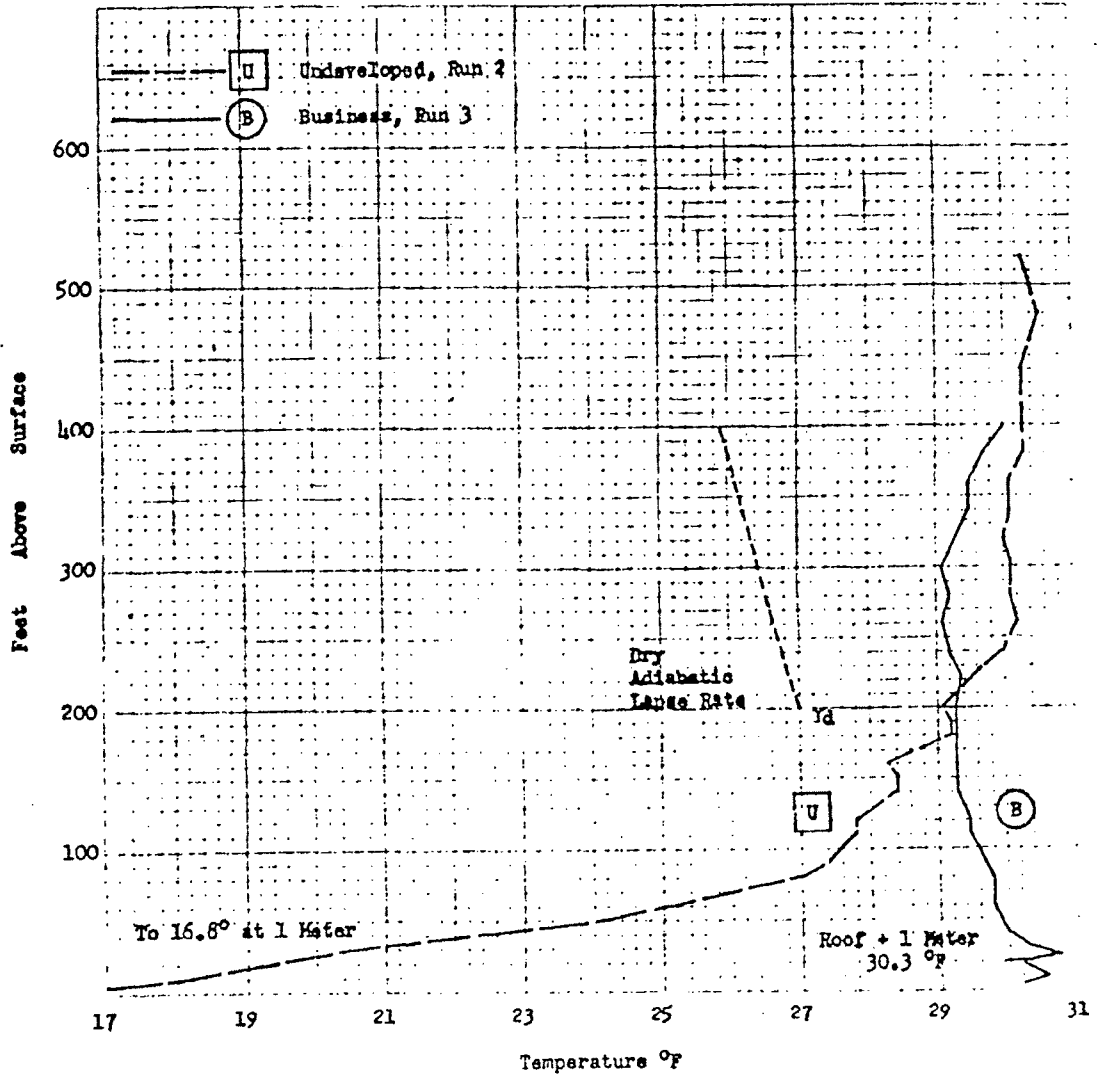 U Undeveloped, Run 2
B Business, Run 3
600
500
400
300
200
100
Feet Above Surface
Dry
Adiabatic
Lapse Rate
γd
U
B
To 16.8° at 1 Meter
Roof + 1 Meter
30.3 °F
17 19 21 23 25 27 29 31
Temperature °F